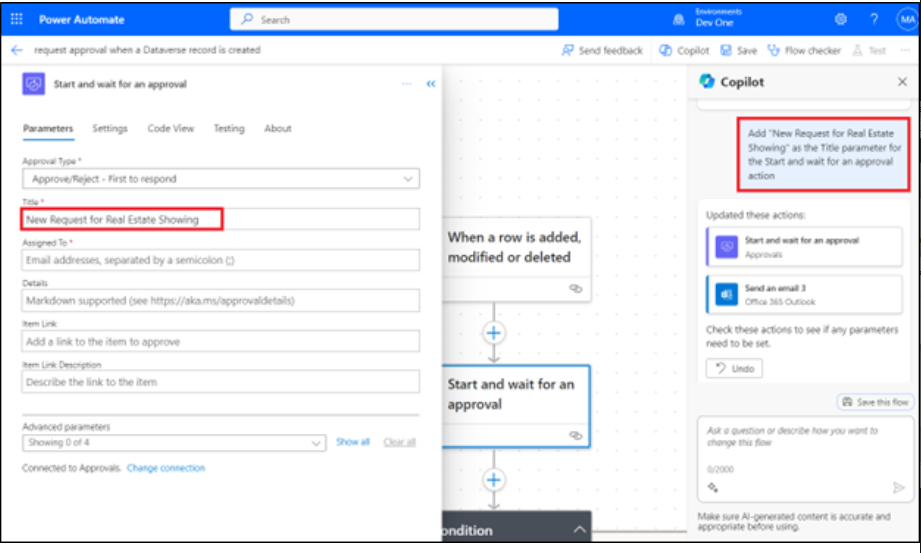 Power Automate
Search
Environments
Dev One
?
MA
request approval when a Dataverse record is created
Send feedback
Copilot
Save
Flow checker
Test
Start and wait for an approval
Parameters
Settings
Code View
Testing
About
Approval Type *
Approve/Reject - First to respond
Title *
New Request for Real Estate Showing
Assigned To *
Email addresses, separated by a semicolon (;)
Details
Markdown supported (see https://aka.ms/approvaldetails)
Item Link
Add a link to the item to approve
Item Link Description
Describe the link to the item
Advanced parameters
Showing 0 of 4
Show all
Clear all
Connected to Approvals. Change connection
When a row is added,
modified or deleted
Start and wait for an
approval
ondition
Copilot
Add "New Request for Real Estate
Showing" as the Title parameter for
the Start and wait for an approval
action
Updated these actions:
Start and wait for an approval
Approvals
Send an email 3
Office 365 Outlook
Check these actions to see if any parameters
need to be set.
Undo
Save this flow
Ask a question or describe how you want to
change this flow
0/2000
Make sure AI-generated content is accurate and
appropriate before using.